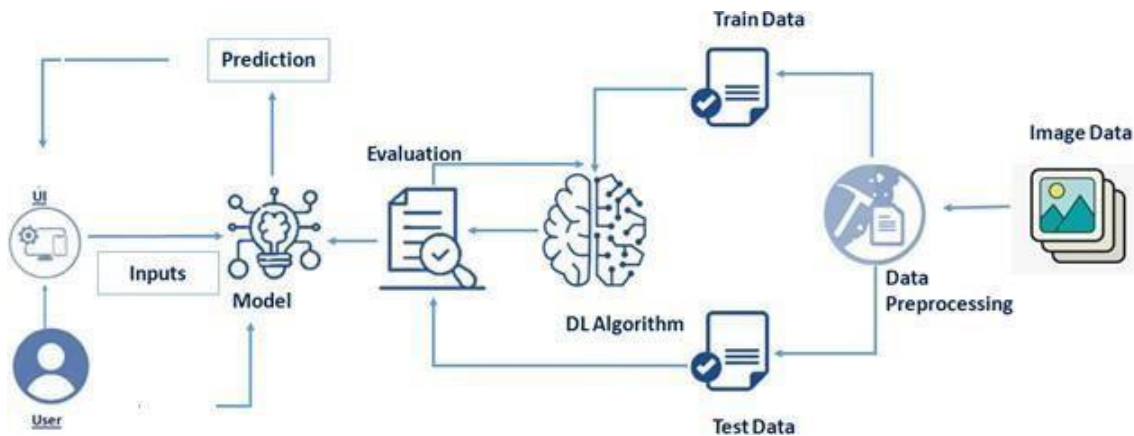 Train Data
Prediction
Image Data
Evaluation
UI
Inputs
Model
Data
Preprocessing
DL Algorithm
User
Test Data